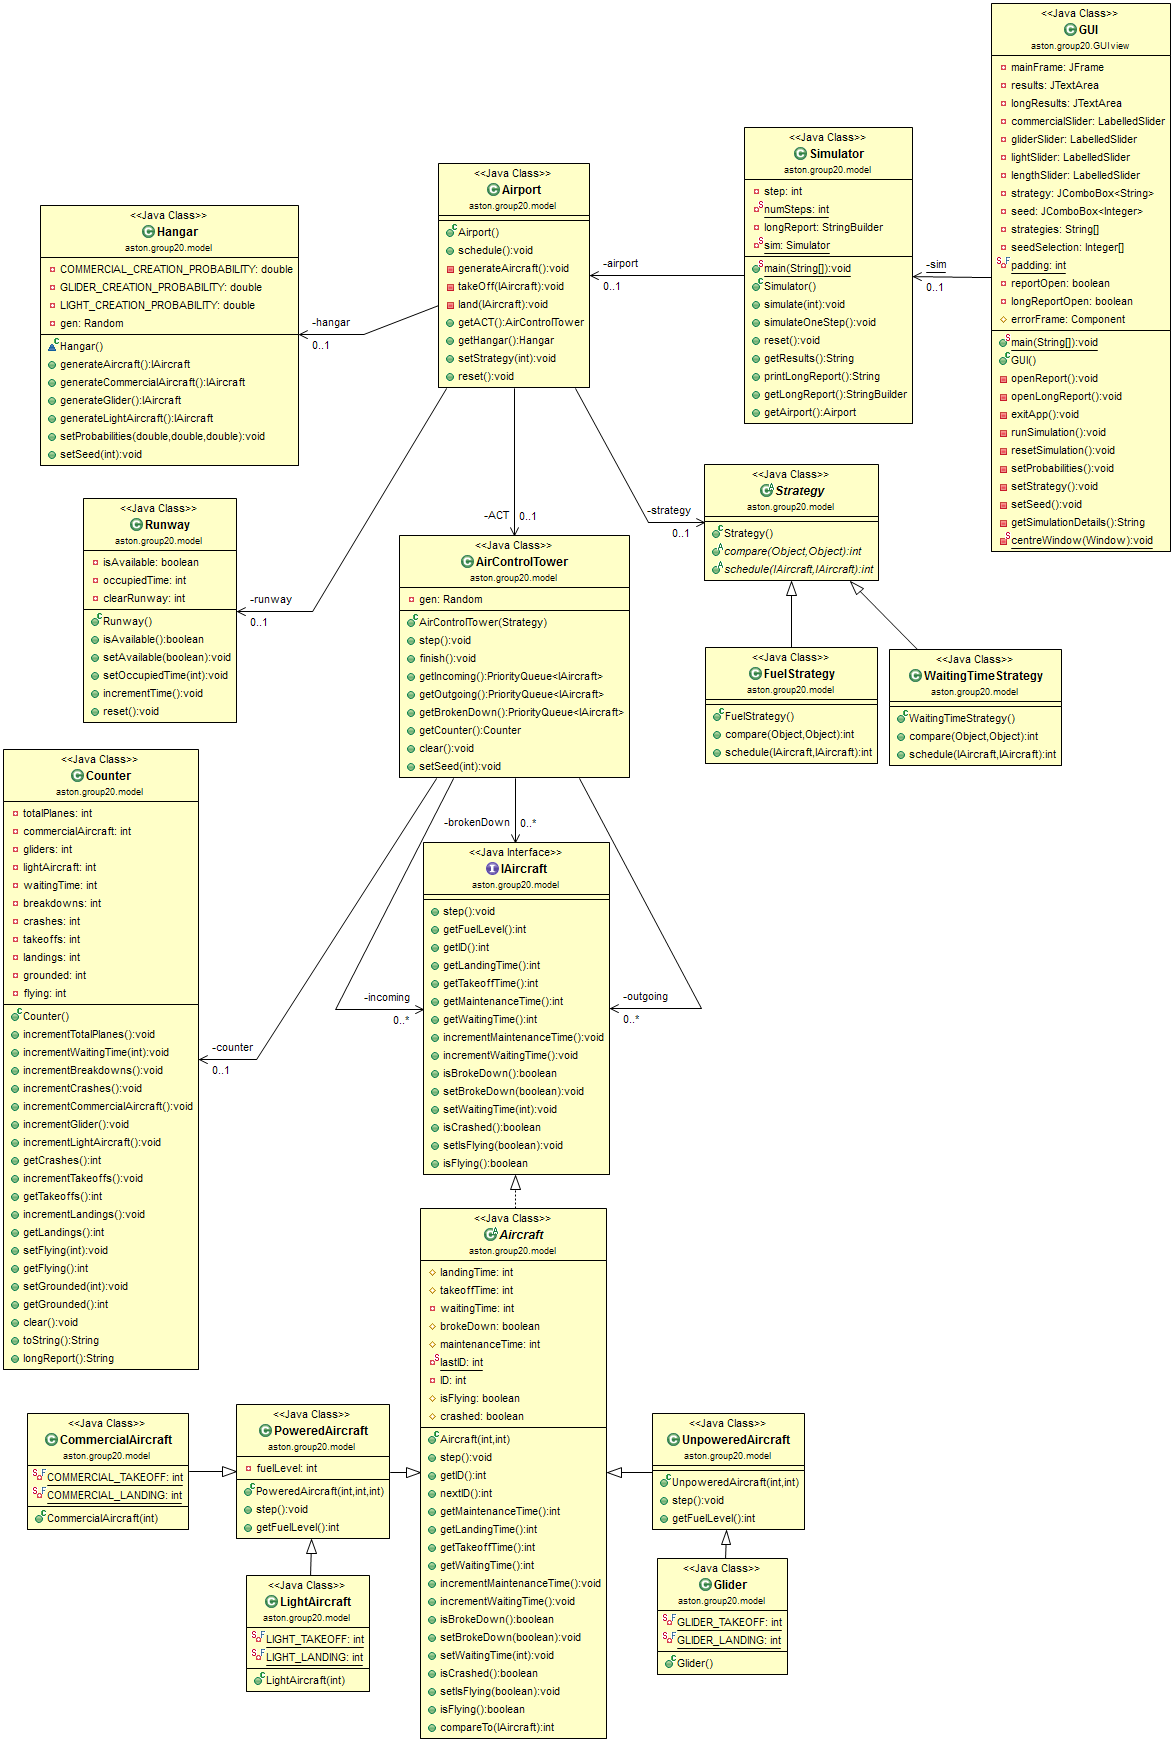 <<Java Class>>
GUI
aston.group20.GUIview
mainFrame: JFrame
results: JTextArea
longResults: JTextArea
commercialSlider: LabelledSlider
gliderSlider: LabelledSlider
lightSlider: LabelledSlider
lengthSlider: LabelledSlider
strategy: JComboBox<String>
seed: JComboBox<Integer>
strategies: String[]
seedSelection: Integer[]
padding: int
reportOpen: boolean
longReportOpen: boolean
errorFrame: Component
main(String[]):void
GUI()
openReport():void
openLongReport():void
exitApp():void
runSimulation():void
resetSimulation():void
setProbabilities():void
setStrategy():void
setSeed():void
getSimulationDetails():String
centreWindow(Window):void
-sim
0..1
<<Java Class>>
Simulator
aston.group20.model
step: int
numSteps: int
longReport: StringBuilder
sim: Simulator
main(String[]):void
Simulator()
simulate(int):void
simulateOneStep():void
reset():void
getResults():String
printLongReport():String
getLongReport():StringBuilder
getAirport():Airport
-airport
0..1
<<Java Class>>
Airport
aston.group20.model
Airport()
schedule():void
generateAircraft():void
takeOff(IAircraft):void
land(IAircraft):void
getACT():AirControlTower
getHangar():Hangar
setStrategy(int):void
reset():void
-hangar
0..1
<<Java Class>>
Hangar
aston.group20.model
COMMERCIAL_CREATION_PROBABILITY: double
GLIDER_CREATION_PROBABILITY: double
LIGHT_CREATION_PROBABILITY: double
gen: Random
Hangar()
generateAircraft():IAircraft
generateCommercialAircraft():IAircraft
generateGlider():IAircraft
generateLightAircraft():IAircraft
setProbabilities(double,double,double):void
setSeed(int):void
<<Java Class>>
Runway
aston.group20.model
isAvailable: boolean
occupiedTime: int
clearRunway: int
Runway()
isAvailable():boolean
setAvailable(boolean):void
setOccupiedTime(int):void
incrementTime():void
reset():void
-runway
0..1
-ACT
0..1
-strategy
0..1
<<Java Class>>
Strategy
aston.group20.model
Strategy()
compare(Object,Object):int
schedule(IAircraft,IAircraft):int
<<Java Class>>
AirControlTower
aston.group20.model
gen: Random
AirControlTower(Strategy)
step():void
finish():void
getIncoming():PriorityQueue<IAircraft>
getOutgoing():PriorityQueue<IAircraft>
getBrokenDown():PriorityQueue<IAircraft>
getCounter():Counter
clear():void
setSeed(int):void
<<Java Class>>
FuelStrategy
aston.group20.model
FuelStrategy()
compare(Object,Object):int
schedule(IAircraft,IAircraft):int
<<Java Class>>
WaitingTimeStrategy
aston.group20.model
WaitingTimeStrategy()
compare(Object,Object):int
schedule(IAircraft,IAircraft):int
<<Java Class>>
Counter
aston.group20.model
totalPlanes: int
commercialAircraft: int
gliders: int
lightAircraft: int
waitingTime: int
breakdowns: int
crashes: int
takeoffs: int
landings: int
grounded: int
flying: int
Counter()
incrementTotalPlanes():void
incrementWaitingTime(int):void
incrementBreakdowns():void
incrementCrashes():void
incrementCommercialAircraft():void
incrementGlider():void
incrementLightAircraft():void
getCrashes():int
incrementTakeoffs():void
getTakeoffs():int
incrementLandings():void
getLandings():int
setFlying(int):void
getFlying():int
setGrounded(int):void
getGrounded():int
clear():void
toString():String
longReport():String
-counter
0..1
-brokenDown
0..*
-incoming
0..*
-outgoing
0..*
<<Java Interface>>
IAircraft
aston.group20.model
step():void
getFuelLevel():int
getID():int
getLandingTime():int
getTakeoffTime():int
getMaintenanceTime():int
getWaitingTime():int
incrementMaintenanceTime():void
incrementWaitingTime():void
isBrokeDown():boolean
setBrokeDown(boolean):void
setWaitingTime(int):void
isCrashed():boolean
setIsFlying(boolean):void
isFlying():boolean
<<Java Class>>
Aircraft
aston.group20.model
landingTime: int
takeoffTime: int
waitingTime: int
brokeDown: boolean
maintenanceTime: int
lastID: int
ID: int
isFlying: boolean
crashed: boolean
Aircraft(int,int)
step():void
getID():int
nextID():int
getMaintenanceTime():int
getLandingTime():int
getTakeoffTime():int
getWaitingTime():int
incrementMaintenanceTime():void
incrementWaitingTime():void
isBrokeDown():boolean
setBrokeDown(boolean):void
setWaitingTime(int):void
isCrashed():boolean
setIsFlying(boolean):void
isFlying():boolean
compareTo(IAircraft):int
<<Java Class>>
CommercialAircraft
aston.group20.model
COMMERCIAL_TAKEOFF: int
COMMERCIAL_LANDING: int
CommercialAircraft(int)
<<Java Class>>
PoweredAircraft
aston.group20.model
fuelLevel: int
PoweredAircraft(int,int,int)
step():void
getFuelLevel():int
<<Java Class>>
UnpoweredAircraft
aston.group20.model
UnpoweredAircraft(int,int)
step():void
getFuelLevel():int
<<Java Class>>
LightAircraft
aston.group20.model
LIGHT_TAKEOFF: int
LIGHT_LANDING: int
LightAircraft(int)
<<Java Class>>
Glider
aston.group20.model
GLIDER_TAKEOFF: int
GLIDER_LANDING: int
Glider()